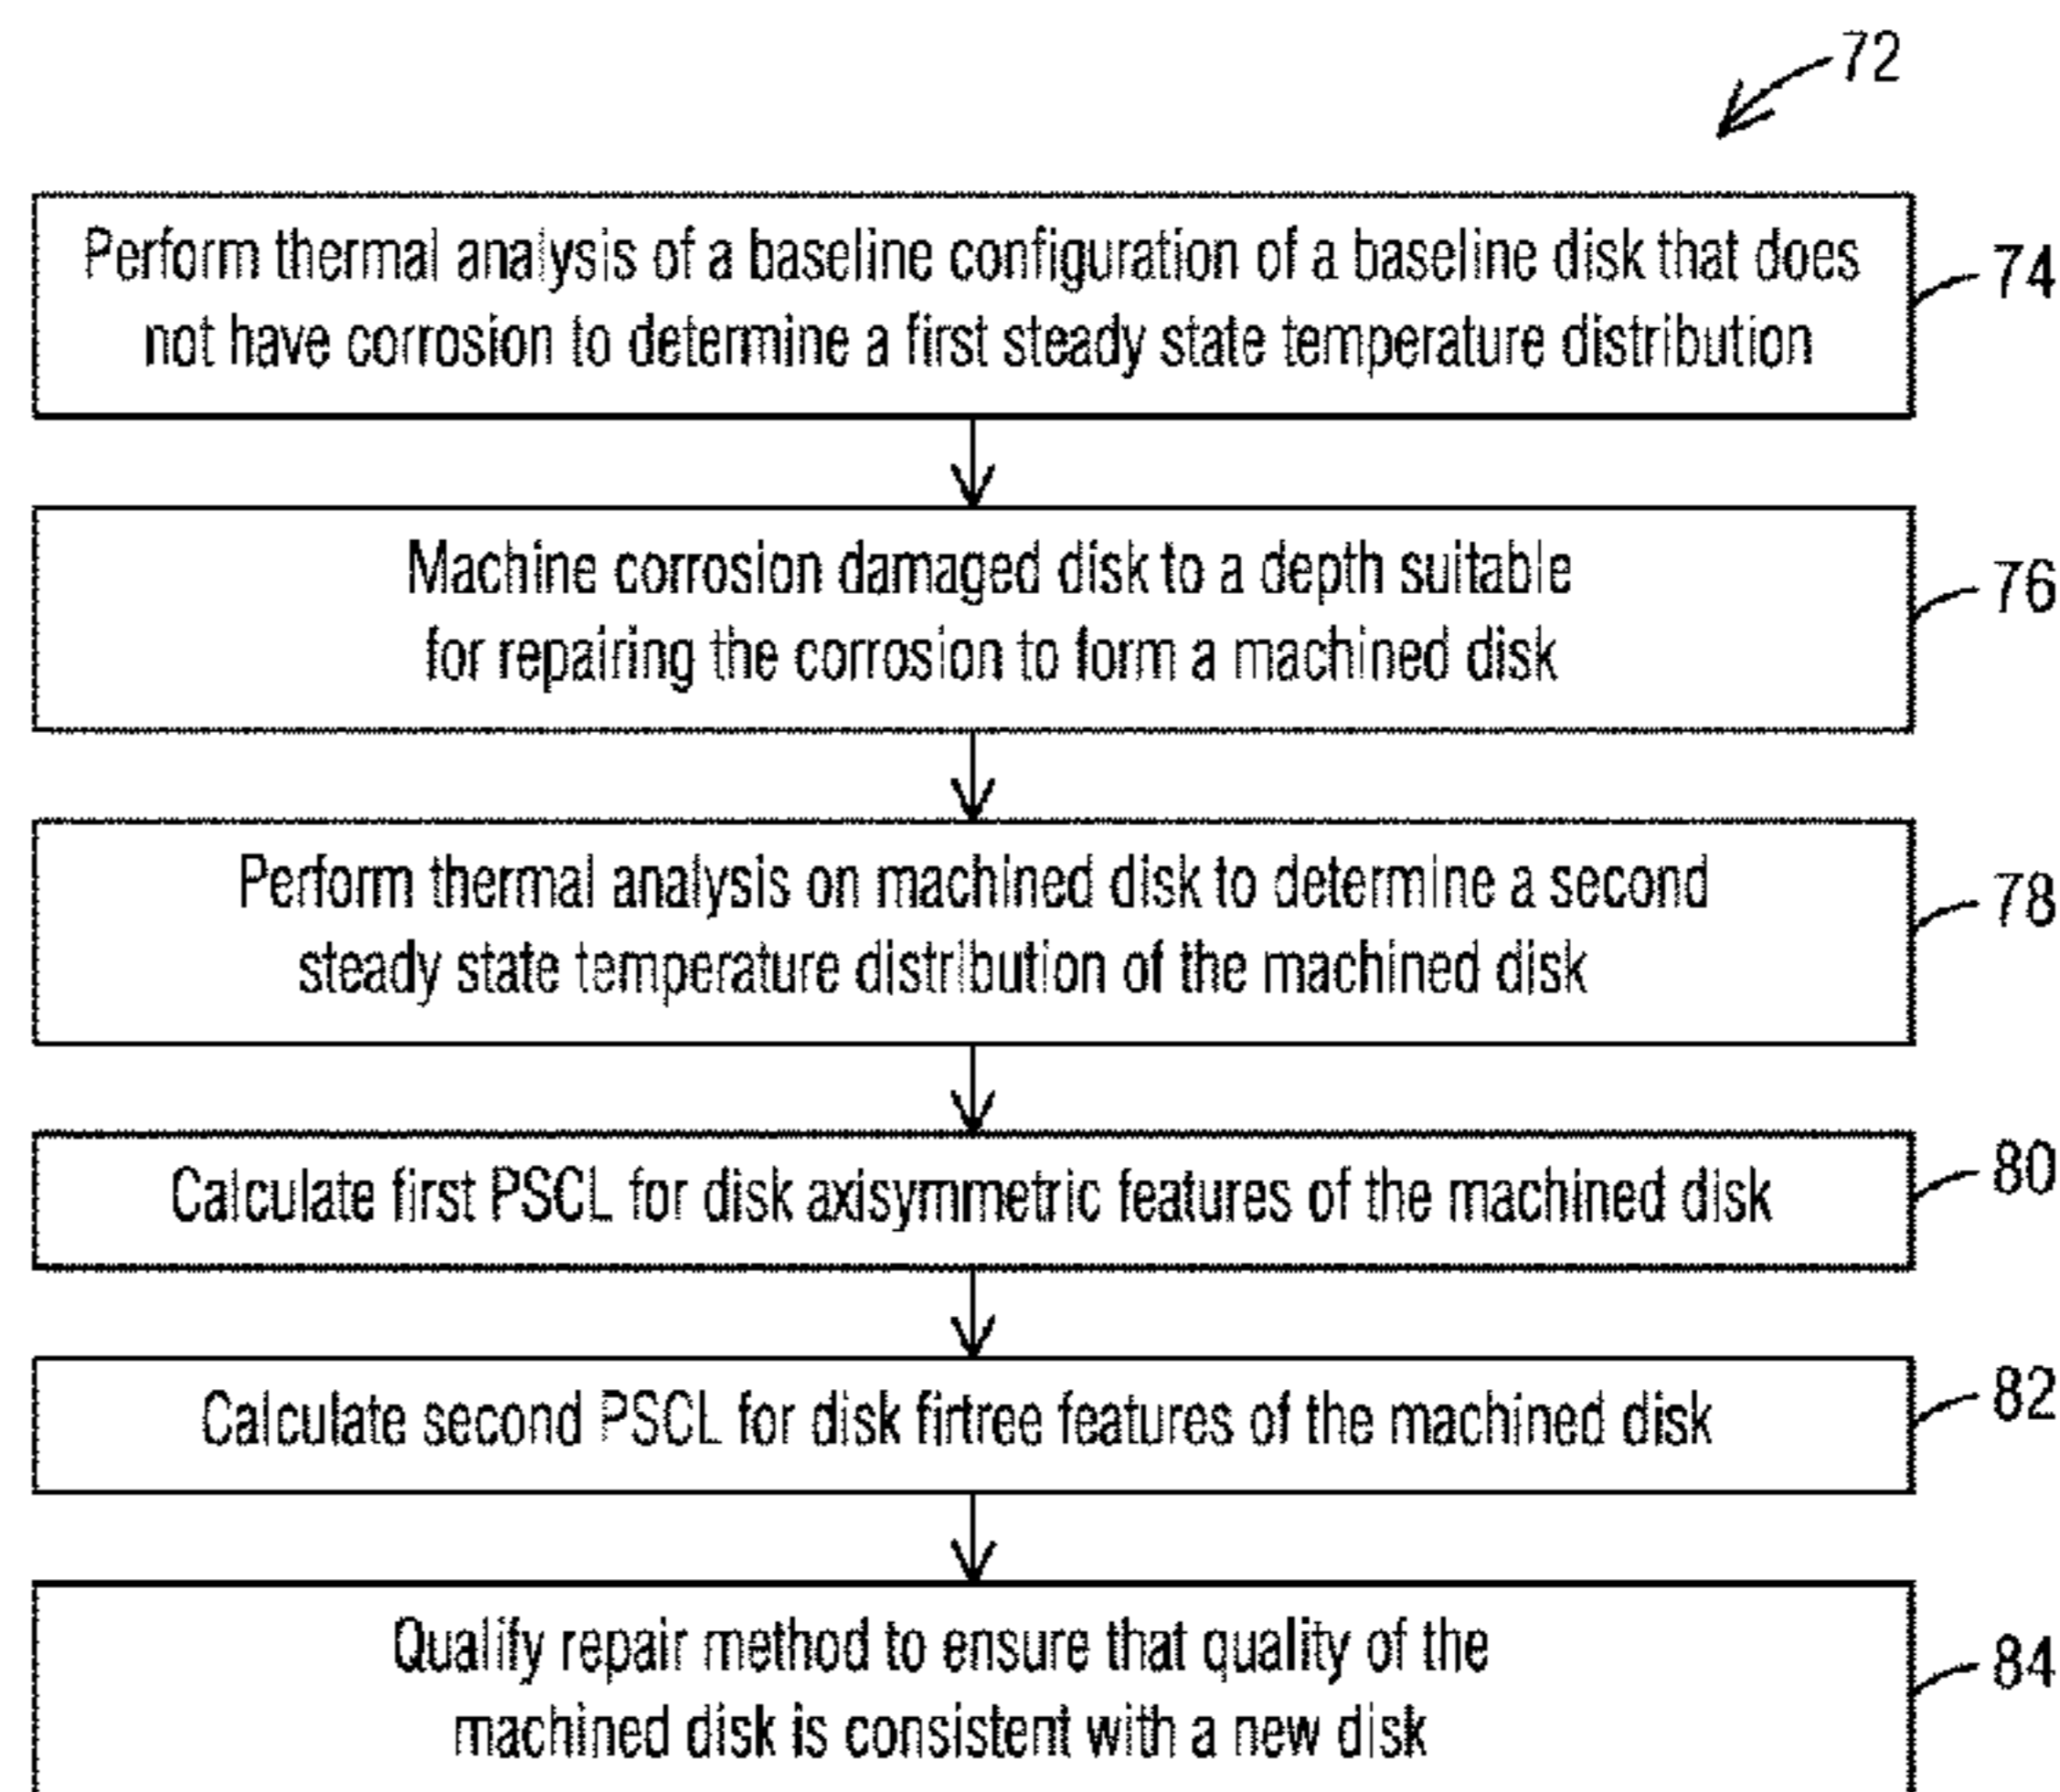 72
Perform thermal analysis of a baseline configuration of a baseline disk that does
not have corrosion to determine a first steady state temperature distribution
74
Machine corrosion damaged disk to a depth suitable
for repairing the corrosion to form a machined disk
76
Perform thermal analysis on machined disk to determine a second
steady state temperature distribution of the machined disk
78
Calculate first PSCL for disk axisymmetric features of the machined disk
80
Calculate second PSCL for disk firtree features of the machined disk
82
Qualify repair method to ensure that quality of the
machined disk is consistent with a new disk
84